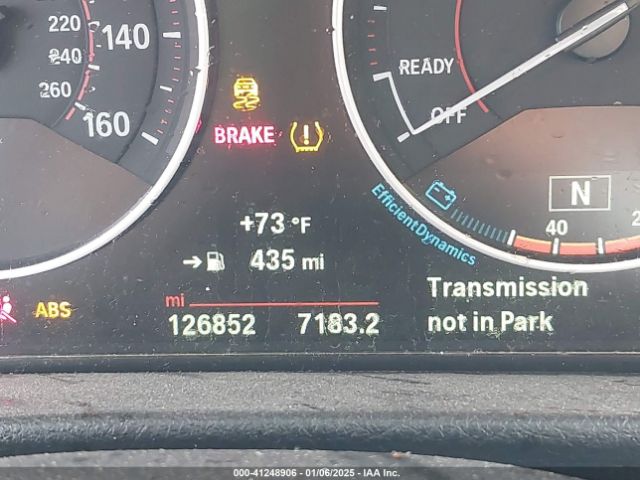 220
140
240
260
160
READY
OFF
BRAKE
N
EfficientDynamics
+73 °F
40
→ 435 mi
ABS
mi
126852 7183.2
Transmission
not in Park
000-41248906 - 01/06/2025 - IAA Inc.